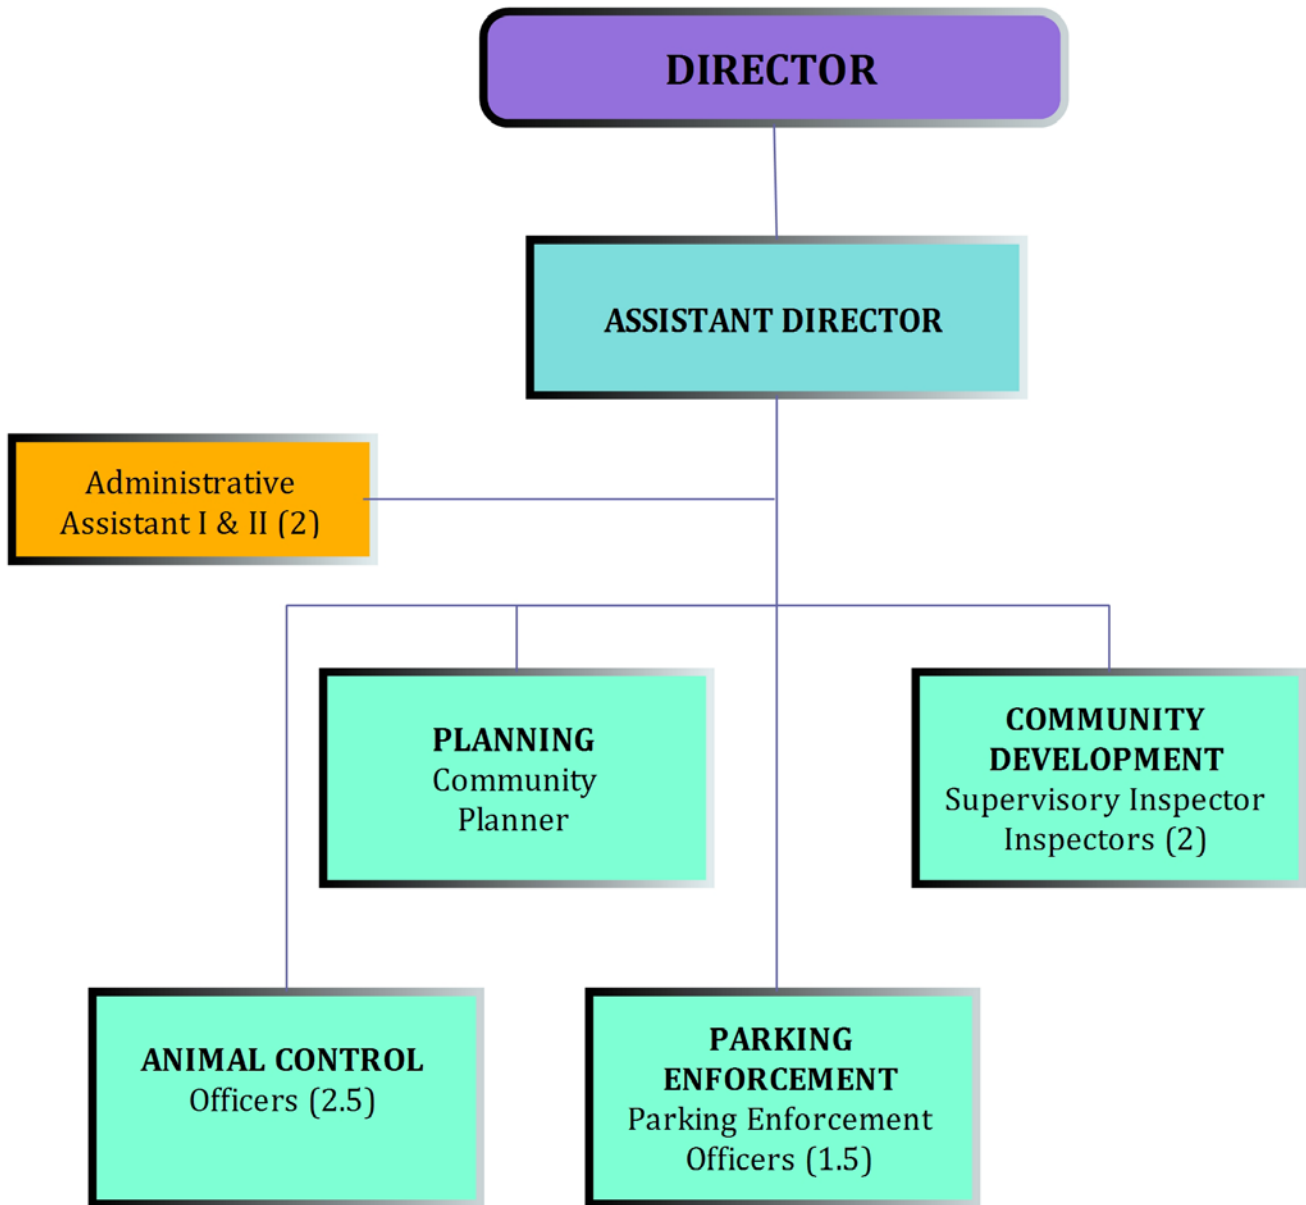 DIRECTOR
ASSISTANT DIRECTOR
Administrative
Assistant I & II (2)
PLANNING
Community
Planner
COMMUNITY
DEVELOPMENT
Supervisory Inspector
Inspectors (2)
ANIMAL CONTROL
Officers (2.5)
PARKING
ENFORCEMENT
Parking Enforcement
Officers (1.5)